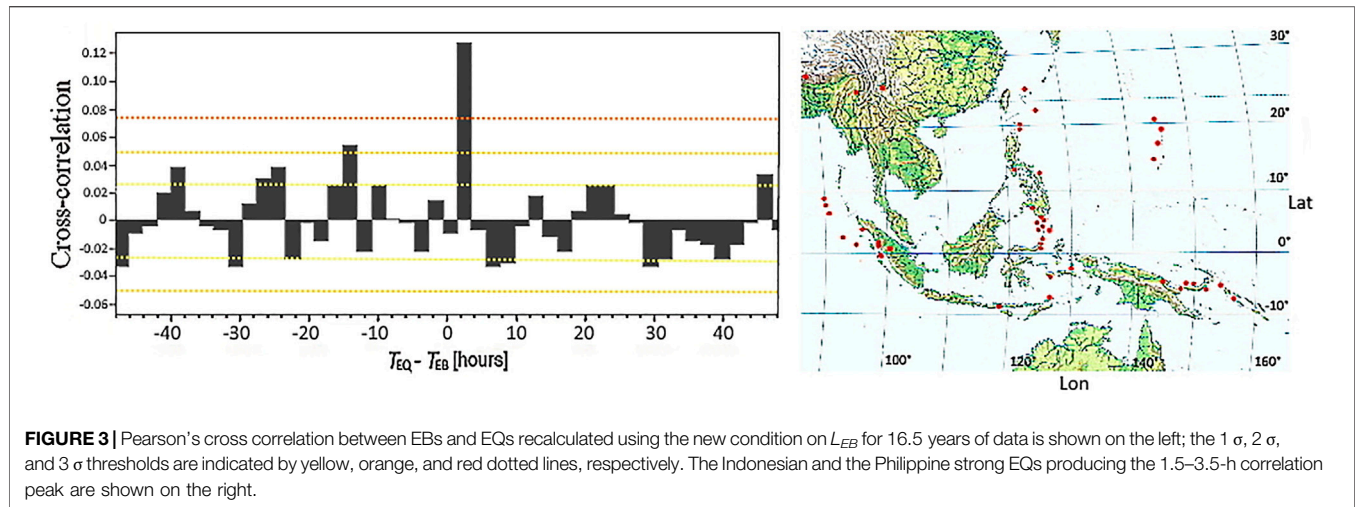 Cross-correlation
0.12
0.10
0.08
0.06
0.04
0.02
0
-0.02
-0.04
-0.06
-40 -30 -20 -10 0 10 20 30 40
T_EQ - T_EB [hours]
30°
20°
10°
Lat
0°
-10°
100° 120° 140° 160°
Lon
FIGURE 3 | Pearson's cross correlation between EBs and EQs recalculated using the new condition on L_EB for 16.5 years of data is shown on the left; the 1 σ, 2 σ,
and 3 σ thresholds are indicated by yellow, orange, and red dotted lines, respectively. The Indonesian and the Philippine strong EQs producing the 1.5–3.5-h correlation
peak are shown on the right.